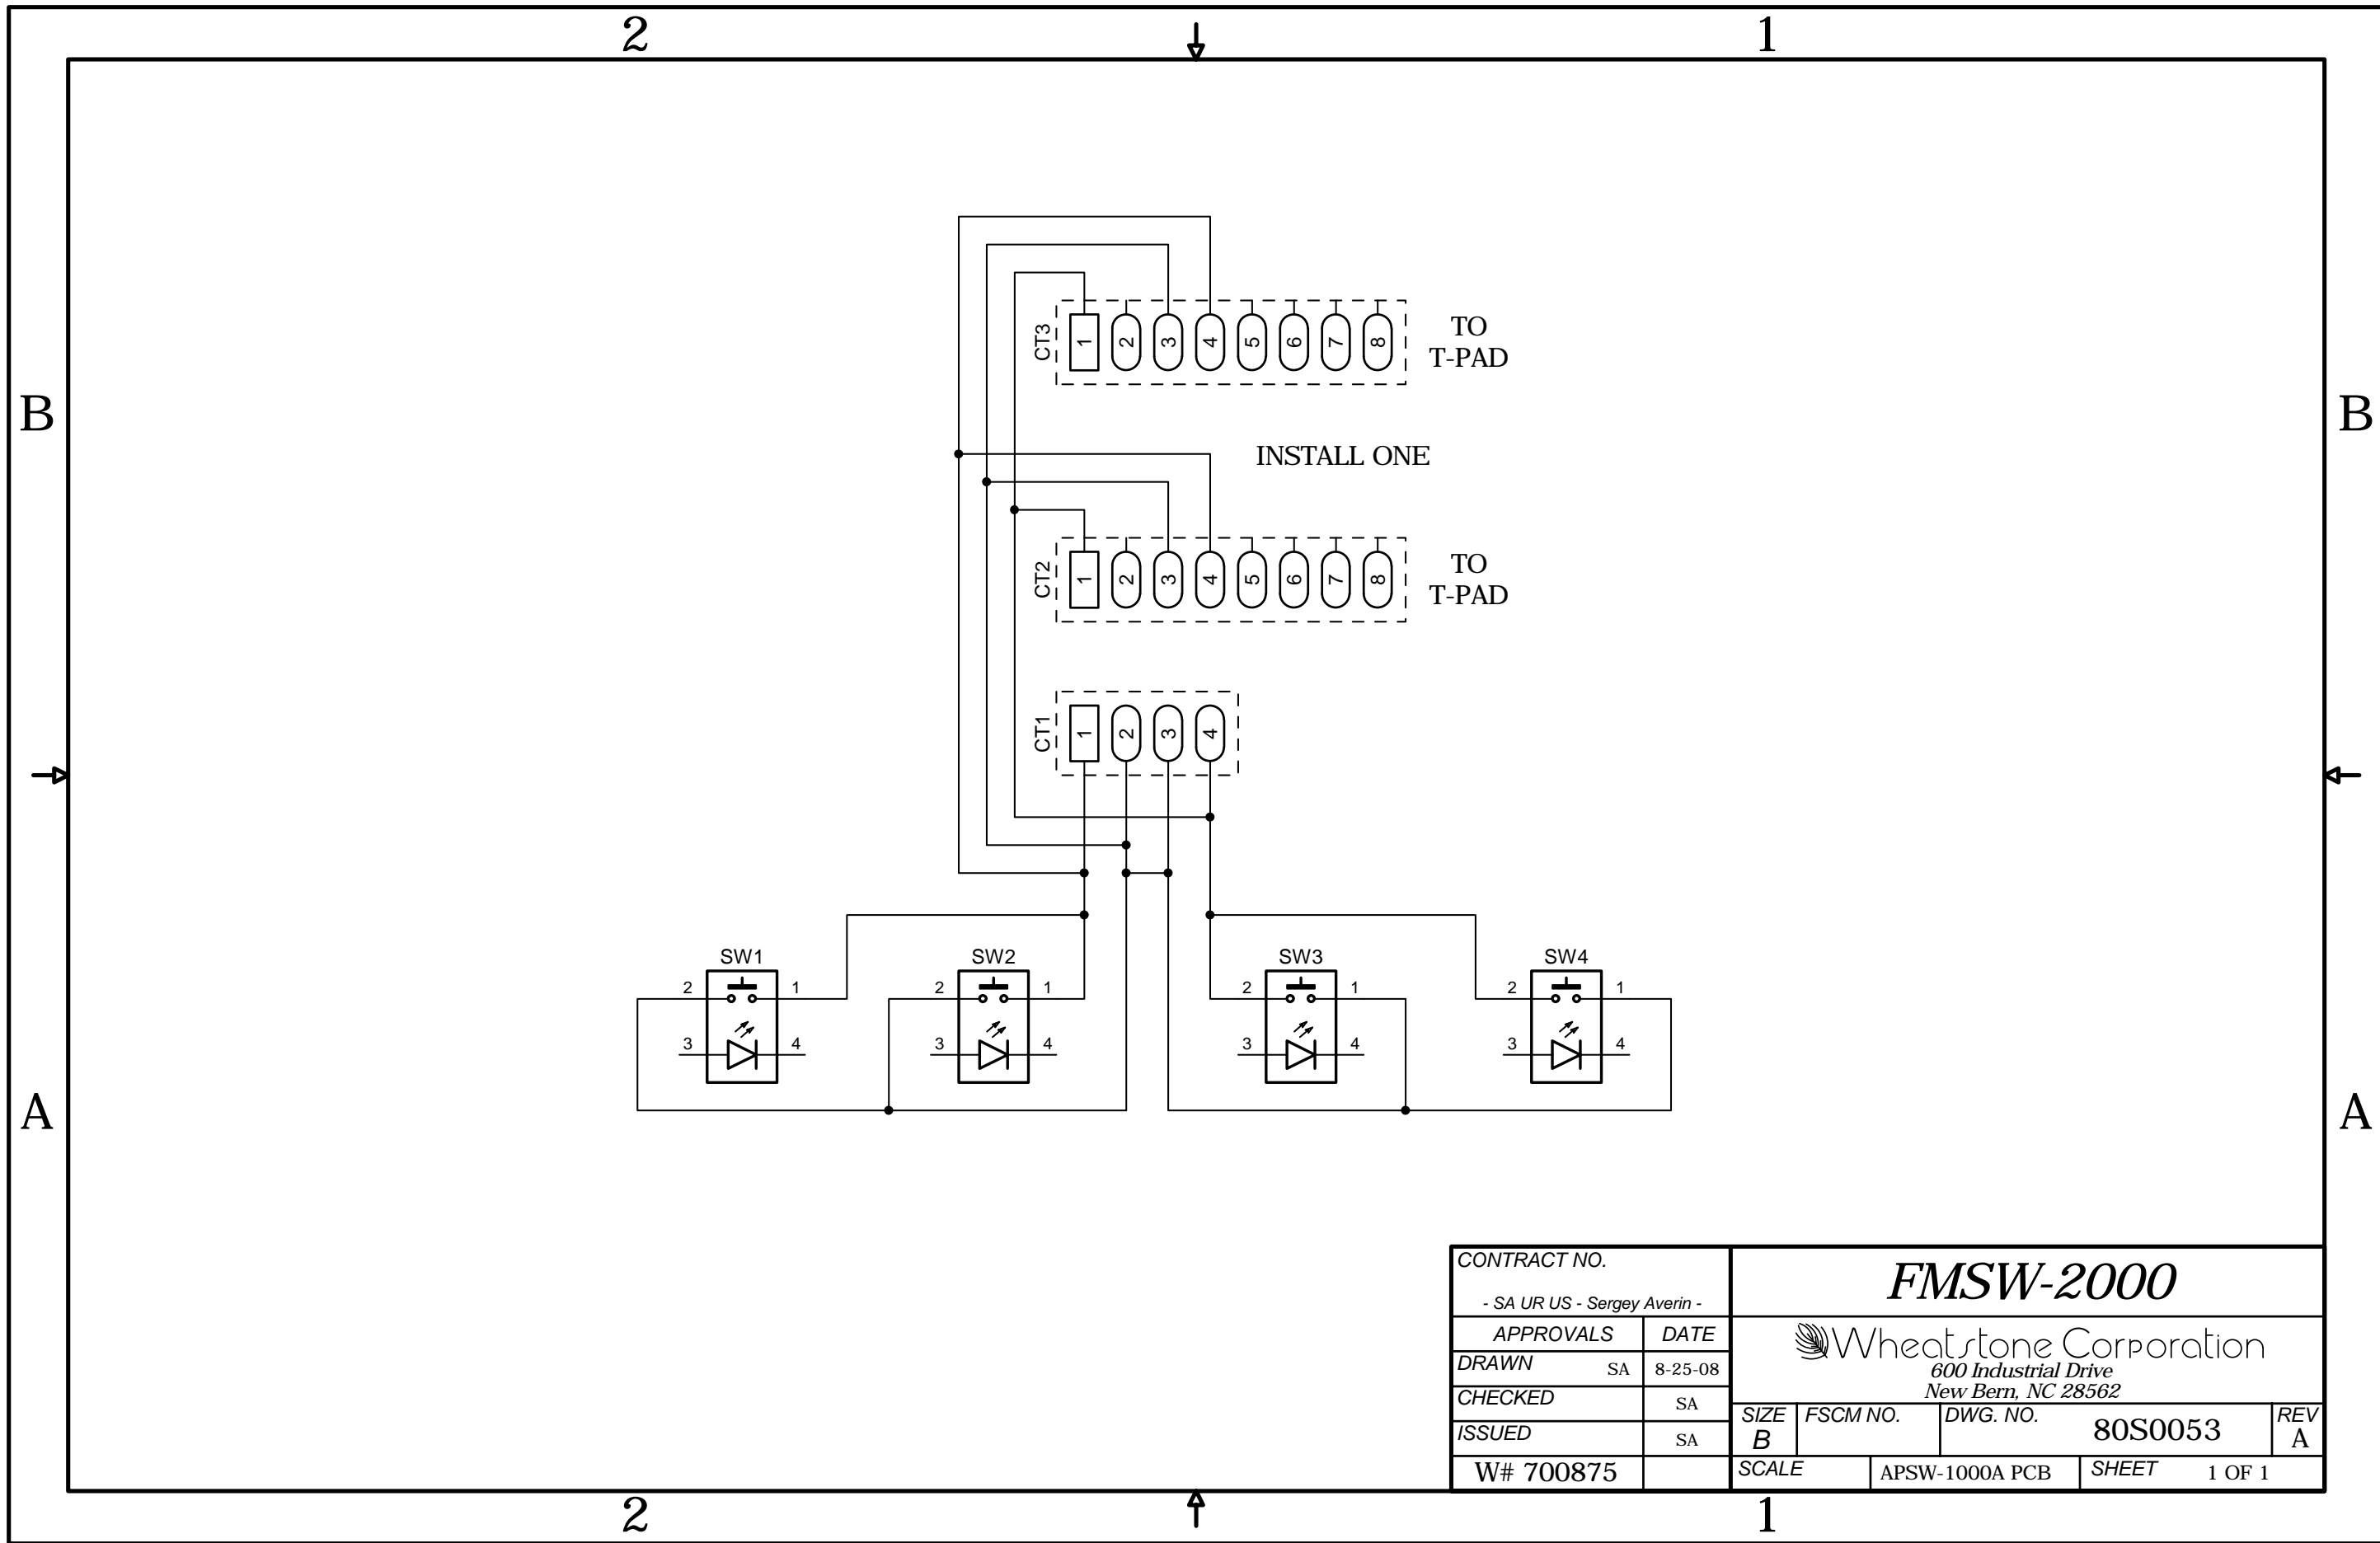 2
1
CT3
1
2
3
4
5
6
7
8
TO
T-PAD
B
B
INSTALL ONE
CT2
1
2
3
4
5
6
7
8
TO
T-PAD
CT1
1
2
3
4
SW1
SW2
SW3
SW4
2
1
2
1
2
1
2
1
3
4
3
4
3
4
3
4
A
A
CONTRACT NO.
- SA UR US - Sergey Averin -
FMSW-2000
APPROVALS
DATE
Wheatstone Corporation
600 Industrial Drive
New Bern, NC 28562
DRAWN SA
8-25-08
CHECKED
SA
ISSUED
SA
SIZE
B
FSCM NO.
DWG. NO. 80S0053
REV
A
W# 700875
SCALE
APSW-1000A PCB
SHEET 1 OF 1
2
1